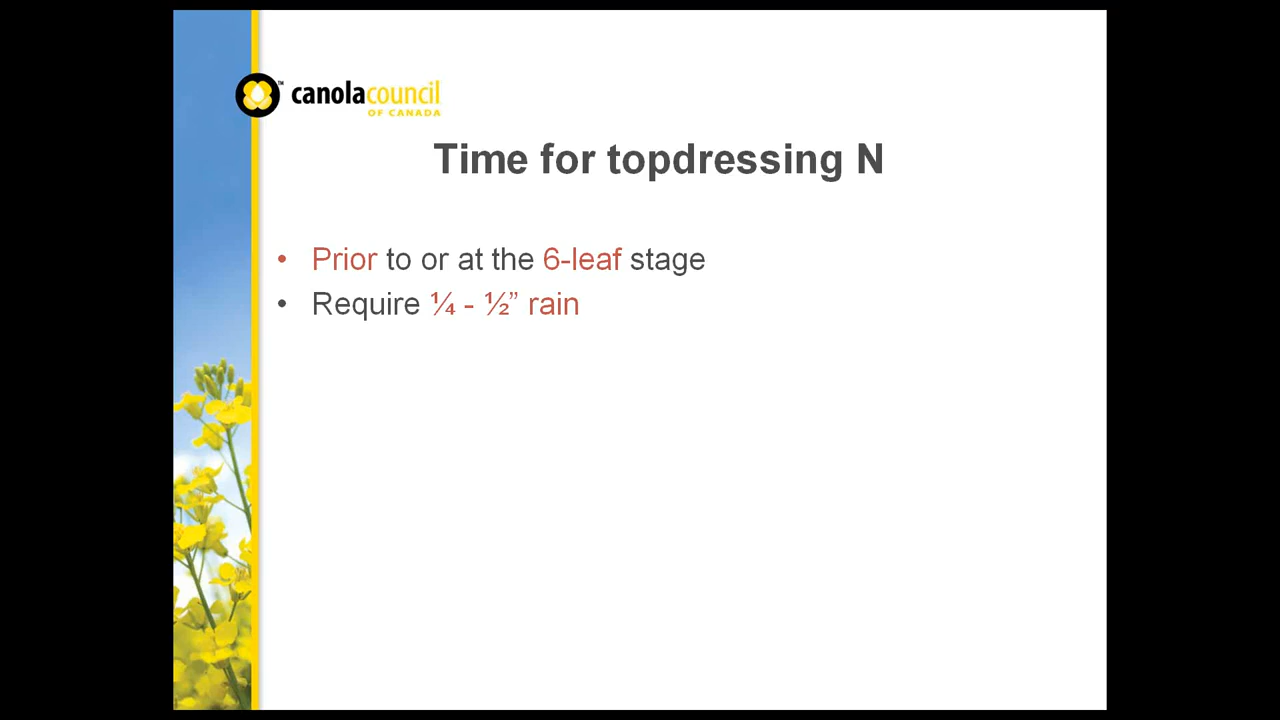 ™ canolacouncil
OF CANADA
Time for topdressing N
• Prior to or at the 6-leaf stage
• Require ¼ - ½” rain